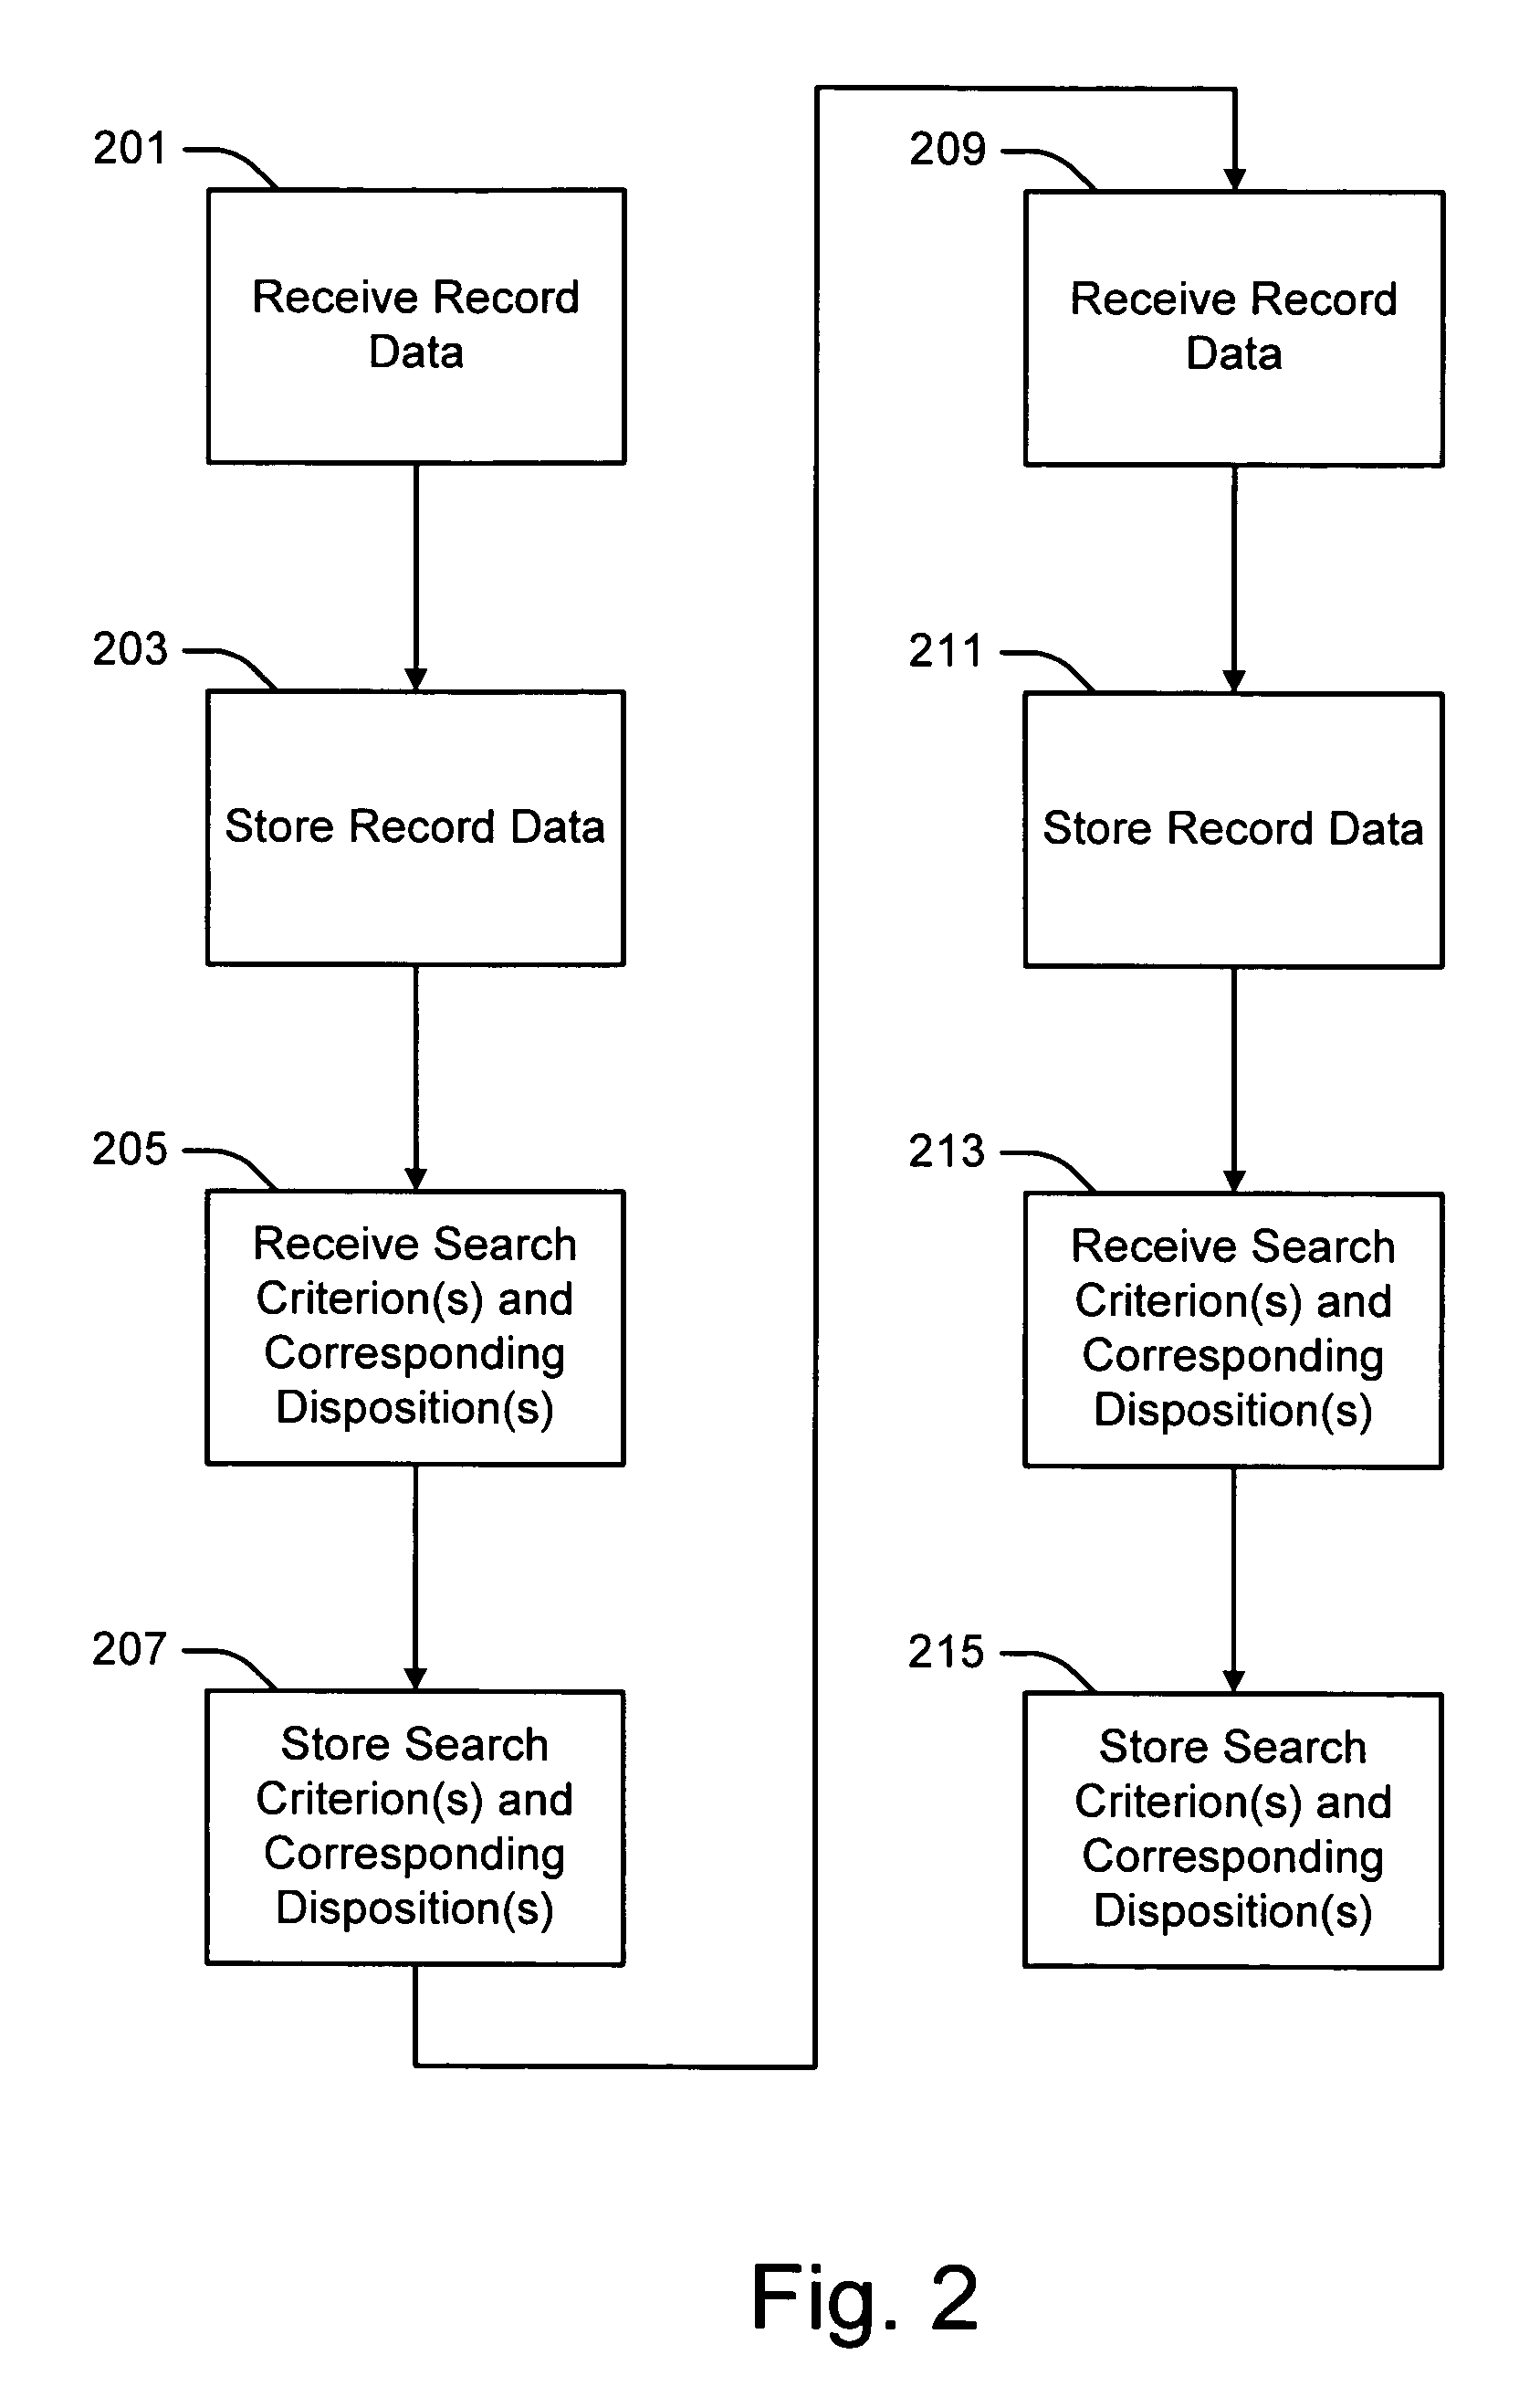 201
Receive Record
Data
203
Store Record Data
205
Receive Search
Criterion(s) and
Corresponding
Disposition(s)
207
Store Search
Criterion(s) and
Corresponding
Disposition(s)
209
Receive Record
Data
211
Store Record Data
213
Receive Search
Criterion(s) and
Corresponding
Disposition(s)
215
Store Search
Criterion(s) and
Corresponding
Disposition(s)
Fig. 2